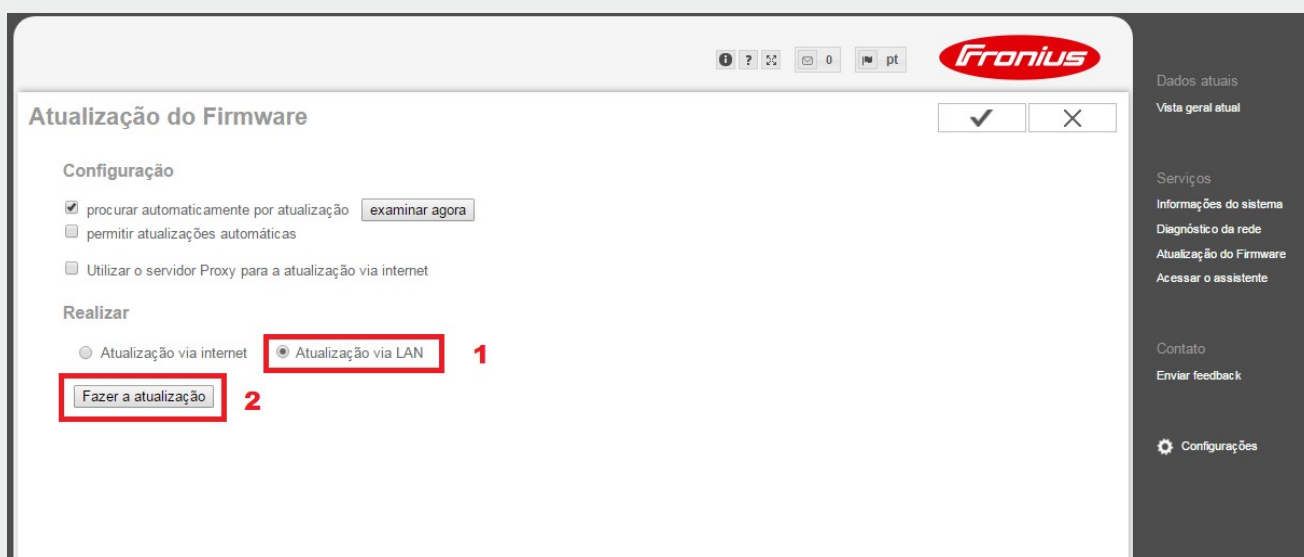 ? 0 pt Fronius
Atualização do Firmware
Configuração
procurar automaticamente por atualização examinar agora
permitir atualizações automáticas
Utilizar o servidor Proxy para a atualização via internet
Realizar
Atualização via internet Atualização via LAN 1
Fazer a atualização 2
Dados atuais
Vista geral atual
Serviços
Informações do sistema
Diagnóstico da rede
Atualização do Firmware
Acessar o assistente
Contato
Enviar feedback
Configurações